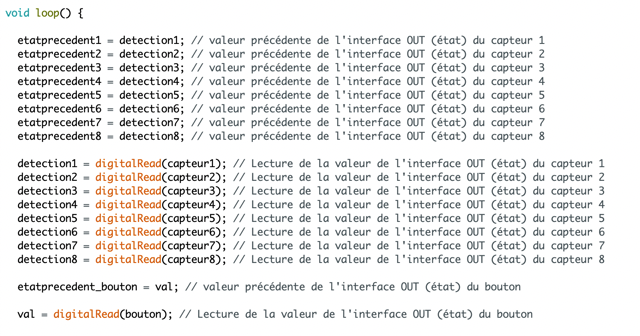 void loop() {
etatprecedent1 = detection1; // valeur précédente de l'interface OUT (état) du capteur 1
etatprecedent2 = detection2; // valeur précédente de l'interface OUT (état) du capteur 2
etatprecedent3 = detection3; // valeur précédente de l'interface OUT (état) du capteur 3
etatprecedent4 = detection4; // valeur précédente de l'interface OUT (état) du capteur 4
etatprecedent5 = detection5; // valeur précédente de l'interface OUT (état) du capteur 5
etatprecedent6 = detection6; // valeur précédente de l'interface OUT (état) du capteur 6
etatprecedent7 = detection7; // valeur précédente de l'interface OUT (état) du capteur 7
etatprecedent8 = detection8; // valeur précédente de l'interface OUT (état) du capteur 8
detection1 = digitalRead(capteur1); // Lecture de la valeur de l'interface OUT (état) du capteur 1
detection2 = digitalRead(capteur2); // Lecture de la valeur de l'interface OUT (état) du capteur 2
detection3 = digitalRead(capteur3); // Lecture de la valeur de l'interface OUT (état) du capteur 3
detection4 = digitalRead(capteur4); // Lecture de la valeur de l'interface OUT (état) du capteur 4
detection5 = digitalRead(capteur5); // Lecture de la valeur de l'interface OUT (état) du capteur 5
detection6 = digitalRead(capteur6); // Lecture de la valeur de l'interface OUT (état) du capteur 6
detection7 = digitalRead(capteur7); // Lecture de la valeur de l'interface OUT (état) du capteur 7
detection8 = digitalRead(capteur8); // Lecture de la valeur de l'interface OUT (état) du capteur 8
etatprecedent_bouton = val; // valeur précédente de l'interface OUT (état) du bouton
val = digitalRead(bouton); // Lecture de la valeur de l'interface OUT (état) du bouton